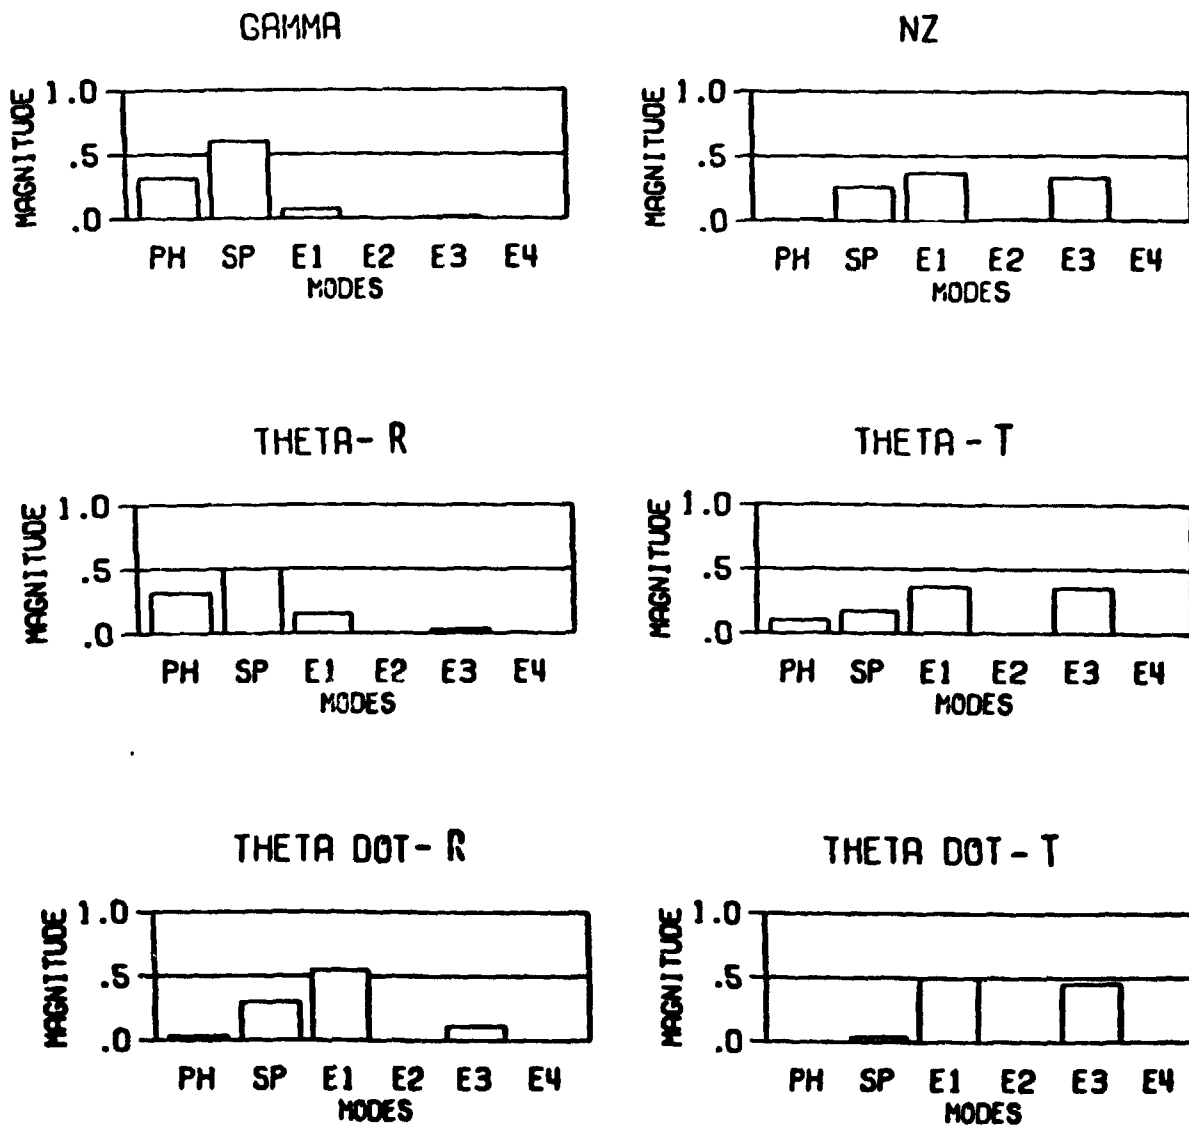 GAMMA
MAGNITUDE
1.0
.5
.0
PH SP E1 E2 E3 E4
MODES
NZ
MAGNITUDE
1.0
.5
.0
PH SP E1 E2 E3 E4
MODES
THETA- R
MAGNITUDE
1.0
.5
.0
PH SP E1 E2 E3 E4
MODES
THETA - T
MAGNITUDE
1.0
.5
.0
PH SP E1 E2 E3 E4
MODES
THETA DOT- R
MAGNITUDE
1.0
.5
.0
PH SP E1 E2 E3 E4
MODES
THETA DOT - T
MAGNITUDE
1.0
.5
.0
PH SP E1 E2 E3 E4
MODES